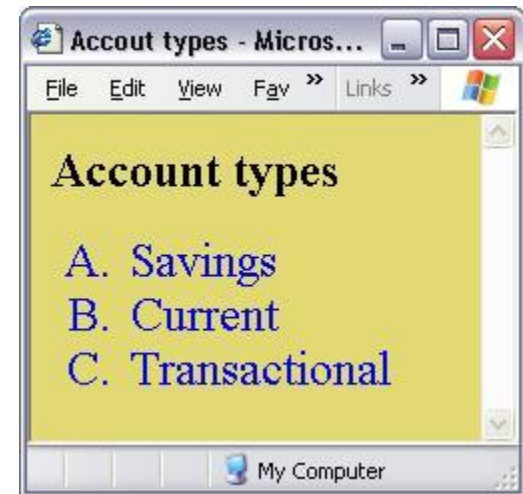 Accout types - Micros...
File Edit View Fav » Links »
Account types
A. Savings
B. Current
C. Transactional
My Computer